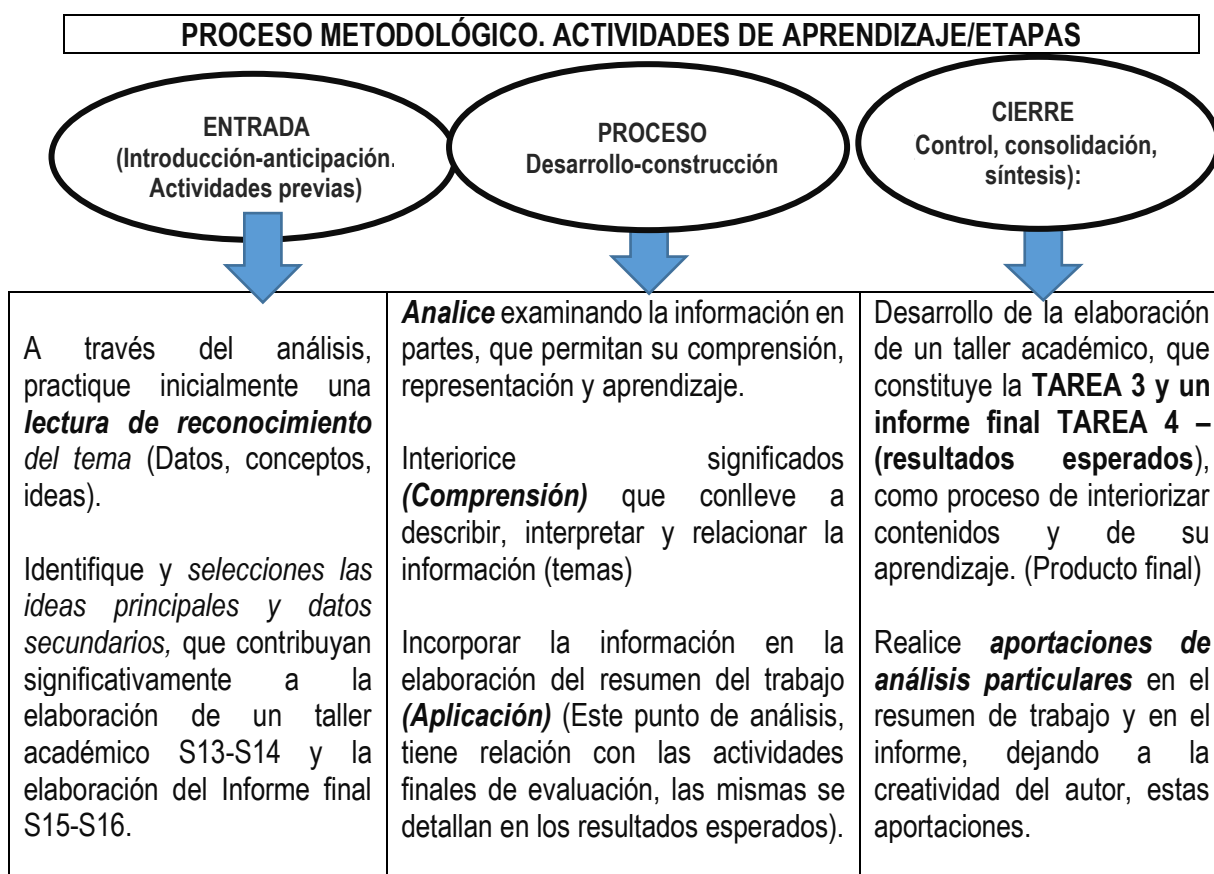 PROCESO METODOLÓGICO. ACTIVIDADES DE APRENDIZAJE/ETAPAS
ENTRADA
(Introducción-anticipación.
Actividades previas)
PROCESO
Desarrollo-construcción
CIERRE
Control, consolidación,
síntesis):
A través del análisis,
practique inicialmente una
lectura de reconocimiento
del tema (Datos, conceptos,
ideas).
Identifique y selecciones las
ideas principales y datos
secundarios, que contribuyan
significativamente a la
elaboración de un taller
académico S13-S14 y la
elaboración del Informe final
S15-S16.
Analice examinando la información en
partes, que permitan su comprensión,
representación y aprendizaje.
Interiorice significados
(Comprensión) que conlleve a
describir, interpretar y relacionar la
información (temas)
Incorporar la información en la
elaboración del resumen del trabajo
(Aplicación) (Este punto de análisis,
tiene relación con las actividades
finales de evaluación, las mismas se
detallan en los resultados esperados).
Desarrollo de la elaboración
de un taller académico, que
constituye la TAREA 3 y un
informe final TAREA 4 –
(resultados esperados),
como proceso de interiorizar
contenidos y de su
aprendizaje. (Producto final)
Realice aportaciones de
análisis particulares en el
resumen de trabajo y en el
informe, dejando a la
creatividad del autor, estas
aportaciones.